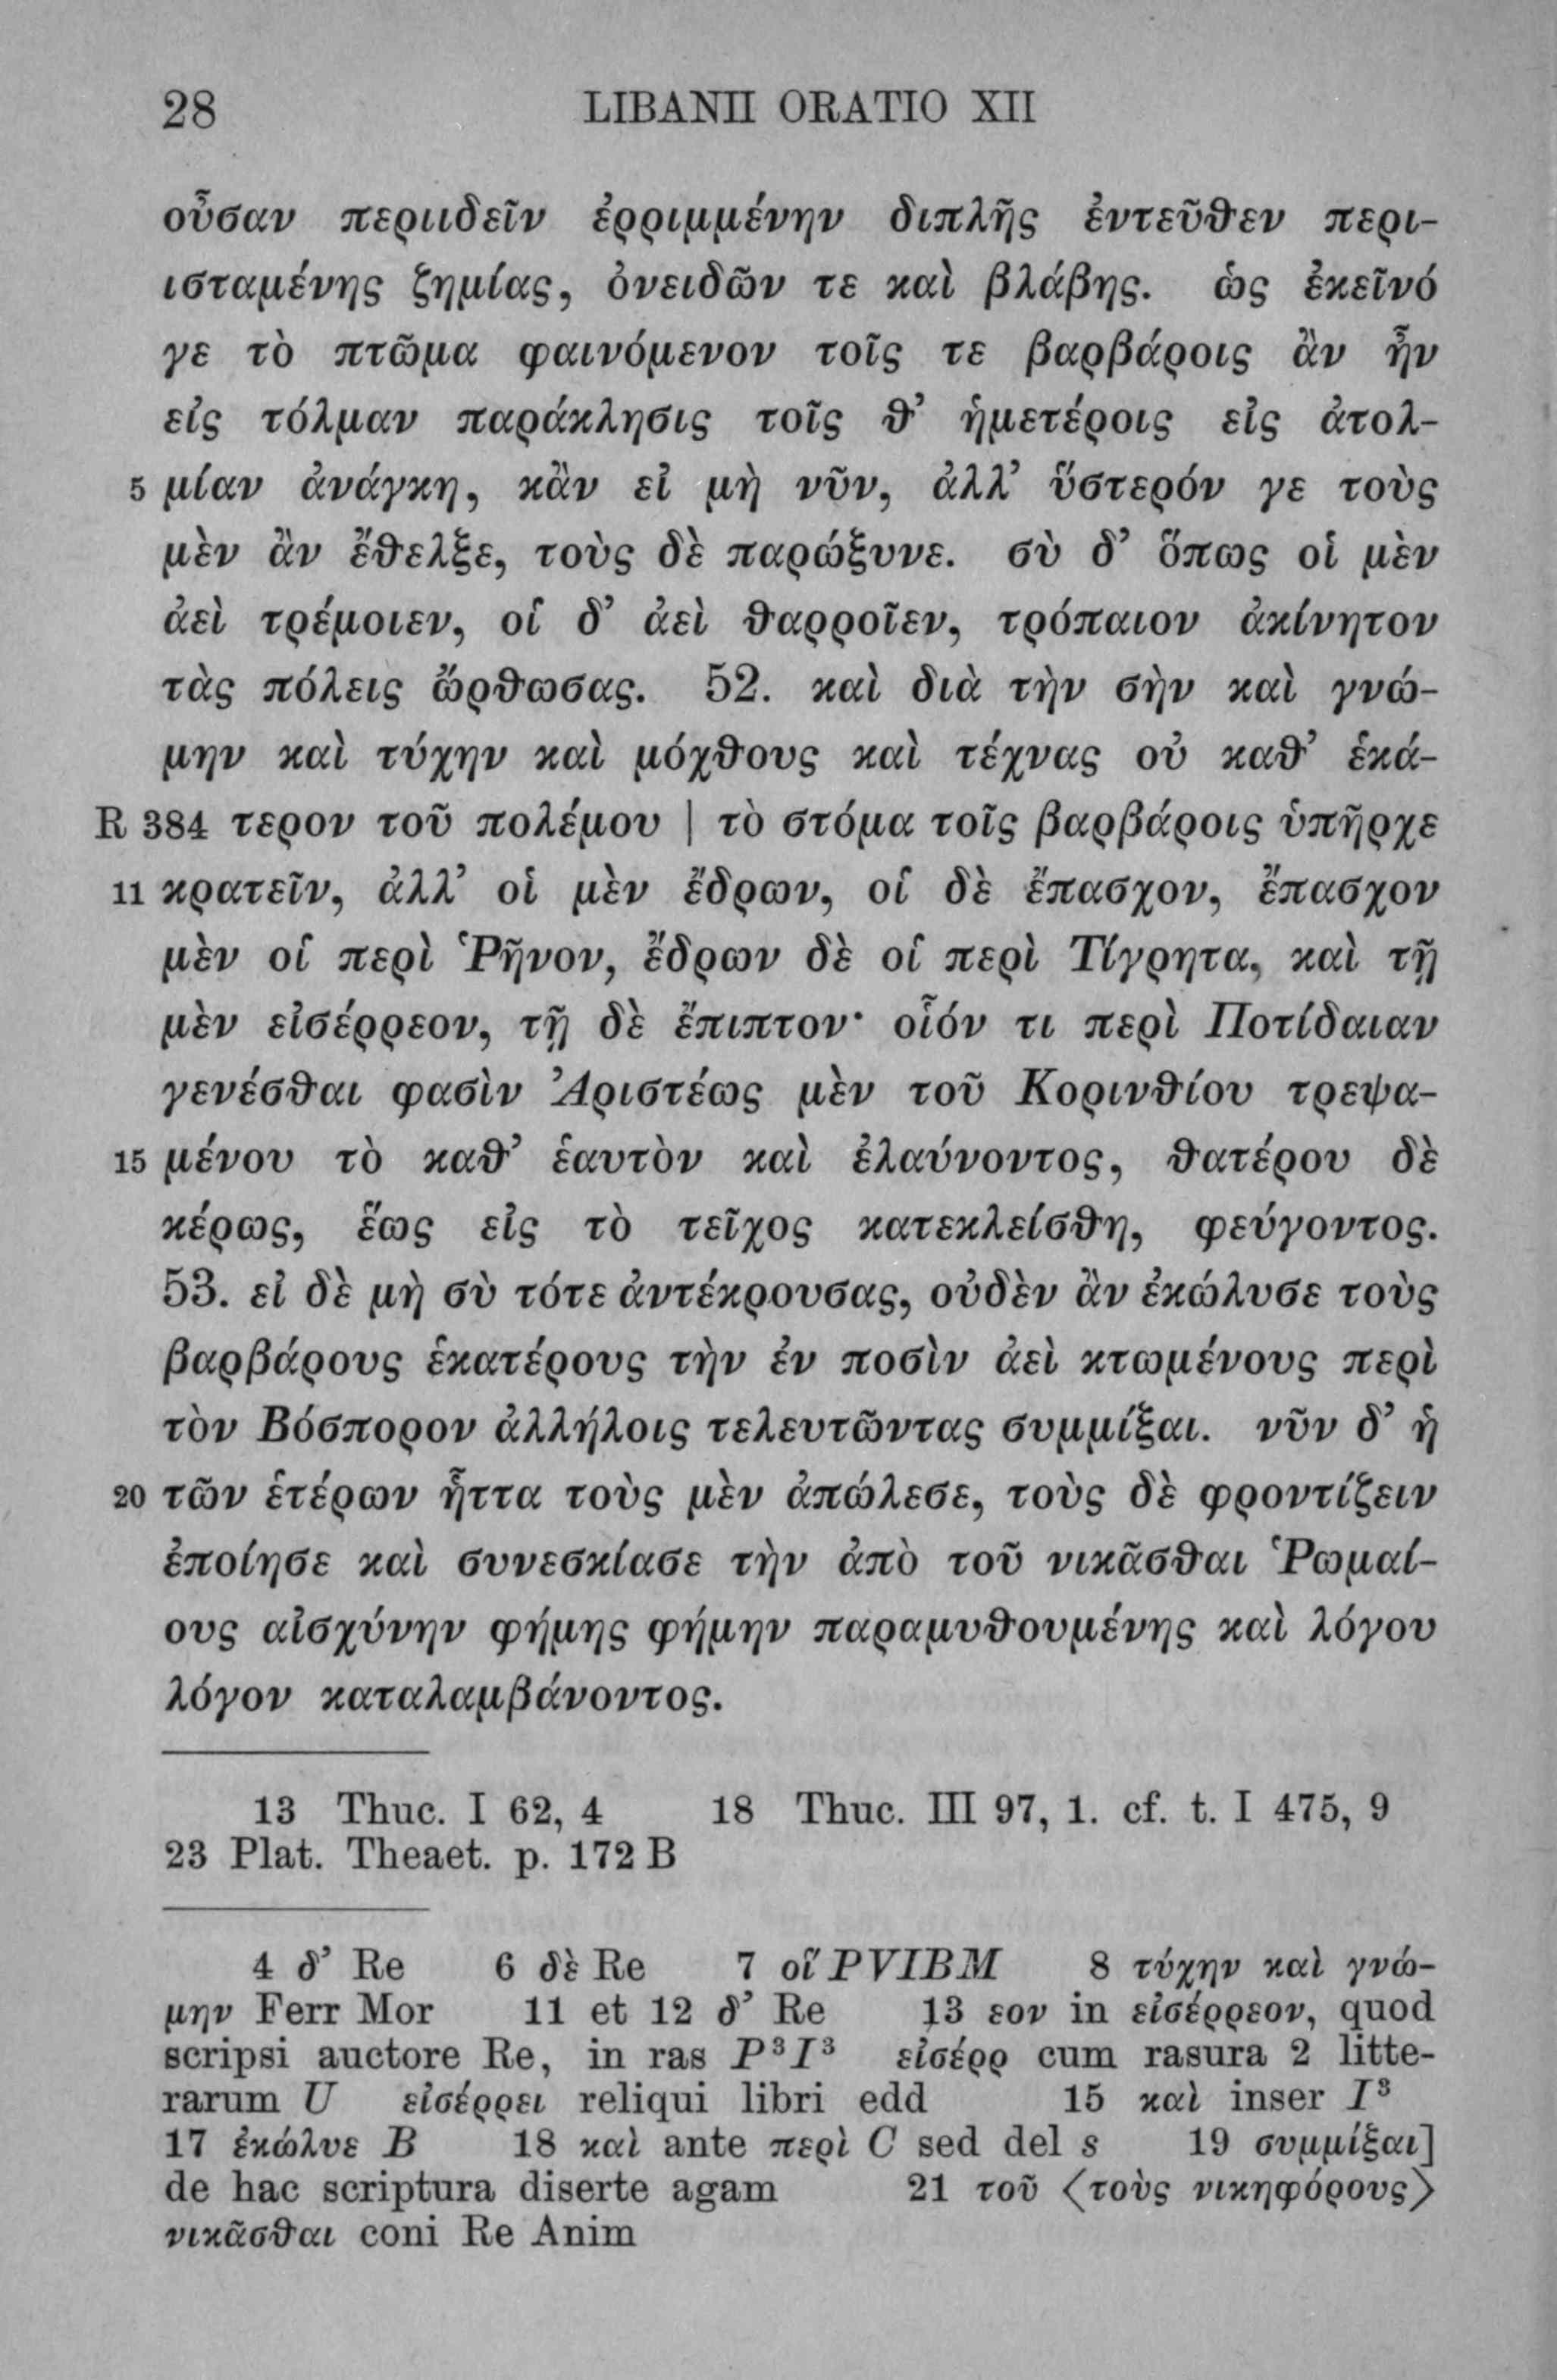 28 LIBANII ORATIO XII
οὖσαν περιιδεῖν ἐρριμμένην διπλῆς ἐντεῦθεν περι-
ισταμένης ζημίας, ὀνειδῶν τε καὶ βλάβης. ὡς ἐκεῖνό
γε τὸ πτῶμα φαινόμενον τοῖς τε βαρβάροις ἂν ἦν
εἰς τόλμαν παράκλησις τοῖς θ’ ἡμετέροις εἰς ἀτολ-
5 μίαν ἀνάγκη, κἂν εἰ μὴ νῦν, ἀλλ’ ὕστερόν γε τοὺς
μὲν ἂν ἔθελξε, τοὺς δὲ παρώξυνε. σὺ δ’ ὅπως οἱ μὲν
ἀεὶ τρέμοιεν, οἱ δ’ ἀεὶ θαρροῖεν, τρόπαιον ἀκίνητον
τὰς πόλεις ὤρθωσας. 52. καὶ διὰ τὴν σὴν καὶ γνώ-
μην καὶ τύχην καὶ μόχθους καὶ τέχνας οὐ καθ’ ἑκά-
R 384 τερον τοῦ πολέμου | τὸ στόμα τοῖς βαρβάροις ὑπῆρχε
11 κρατεῖν, ἀλλ’ οἱ μὲν ἔδρων, οἱ δὲ ἔπασχον, ἔπασχον
μὲν οἱ περὶ Ῥῆνον, ἔδρων δὲ οἱ περὶ Τίγρητα, καὶ τῇ
μὲν εἰσέρρεον, τῇ δὲ ἔπιπτον· οἷόν τι περὶ Ποτίδαιαν
γενέσθαι φασὶν Ἀριστέως μὲν τοῦ Κορινθίου τρεψα-
15 μένου τὸ καθ’ ἑαυτὸν καὶ ἐλαύνοντος, θατέρου δὲ
κέρως, ἕως εἰς τὸ τεῖχος κατεκλείσθη, φεύγοντος.
53. εἰ δὲ μὴ σὺ τότε ἀντέκρουσας, οὐδὲν ἂν ἐκώλυσε τοὺς
βαρβάρους ἑκατέρους τὴν ἐν ποσὶν ἀεὶ κτωμένους περὶ
τὸν Βόσπορον ἀλλήλοις τελευτῶντας συμμίξαι. νῦν δ’ ἡ
20 τῶν ἑτέρων ἧττα τοὺς μὲν ἀπώλεσε, τοὺς δὲ φροντίζειν
ἐποίησε καὶ συνεσκίασε τὴν ἀπὸ τοῦ νικᾶσθαι Ῥωμαί-
ους αἰσχύνην φήμης φήμην παραμυθουμένης καὶ λόγου
λόγον καταλαμβάνοντος.
13 Thuc. I 62, 4 18 Thuc. III 97, 1. cf. t. I 475, 9
23 Plat. Theaet. p. 172 B
4 δ’ Re 6 δὲ Re 7 οἵ PVIBM 8 τύχην καὶ γνώ-
μην Ferr Mor 11 et 12 δ’ Re 13 εον in εἰσέρρεον, quod
scripsi auctore Re, in ras P³I³ εἰσέρρ cum rasura 2 litte-
rarum U εἰσέρρει reliqui libri edd 15 καὶ inser I³
17 ἐκώλυε B 18 καὶ ante περὶ C sed del s 19 συμμίξαι]
de hac scriptura diserte agam 21 τοῦ ⟨τοὺς νικηφόρους⟩
νικᾶσθαι coni Re Anim